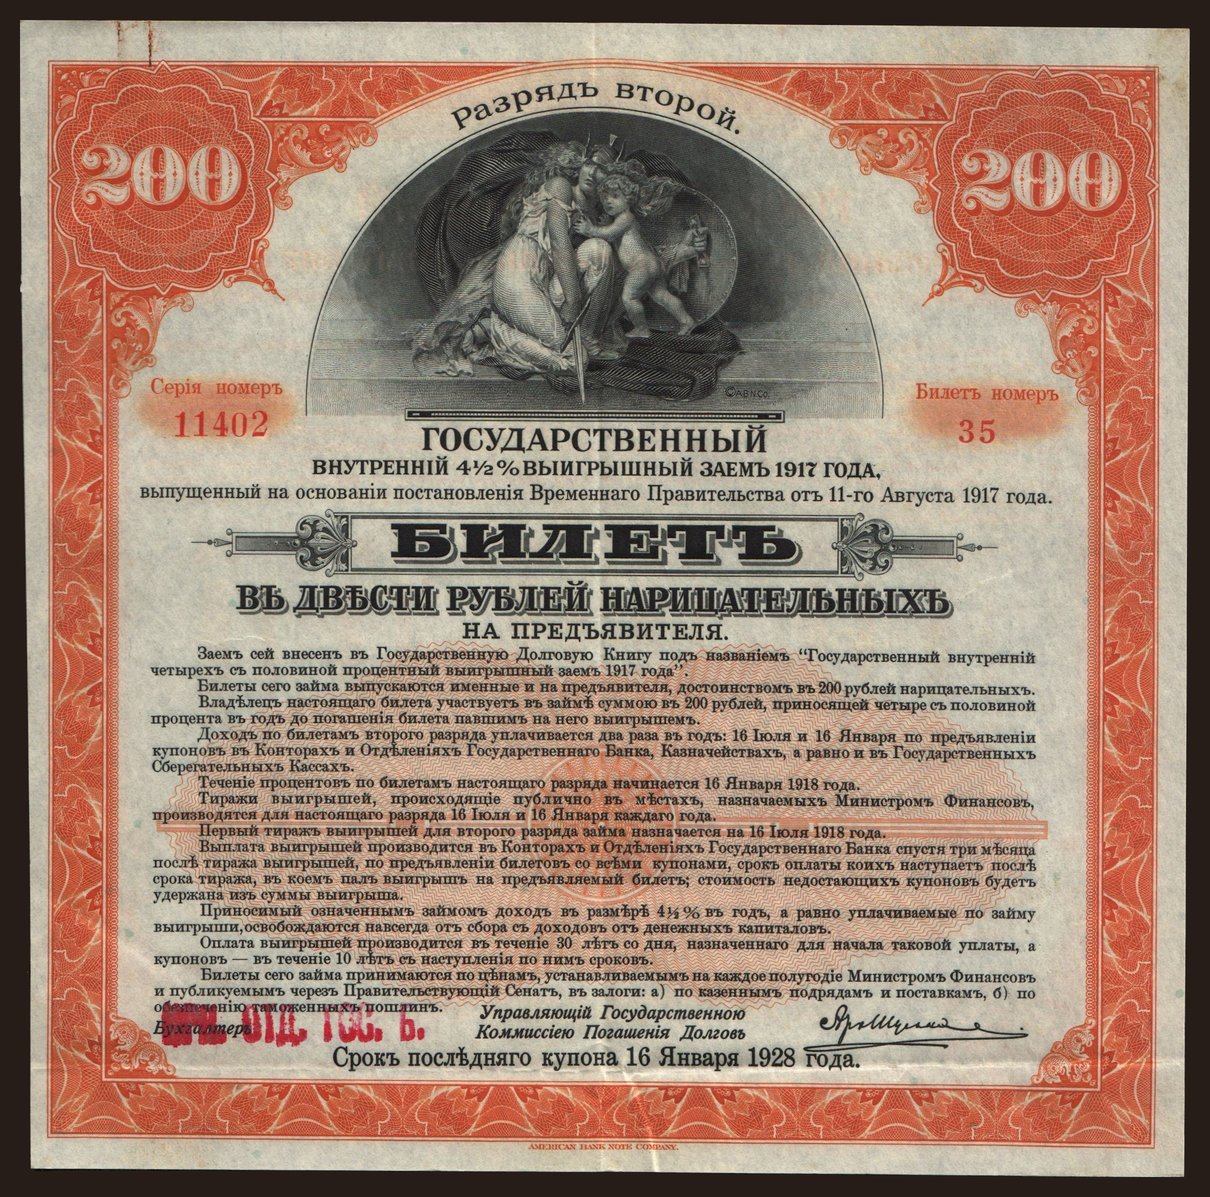 Разрядъ второй.
200
200
©ABNCO.
Серія номеръ
11402
Билетъ номеръ
35
ГОСУДАРСТВЕННЫЙ
ВНУТРЕННІЙ 4½% ВЫИГРЫШНЫЙ ЗАЕМЪ 1917 ГОДА,
выпущенный на основаніи постановленія Временнаго Правительства отъ 11-го Августа 1917 года.
БИЛЕТЪ
ВЪ ДВѢСТИ РУБЛЕЙ НАРИЦАТЕЛЬНЫХЪ
НА ПРЕДЪЯВИТЕЛЯ.
Заемъ сей внесенъ въ Государственную Долговую Книгу подъ названіемъ “Государственный внутренній
четырехъ съ половиной процентный выигрышный заемъ 1917 года”.
Билеты сего займа выпускаются именные и на предъявителя, достоинствомъ въ 200 рублей нарицательныхъ.
Владѣлецъ настоящаго билета участвуетъ въ займѣ суммою въ 200 рублей, приносящей четыре съ половиной
процента въ годъ до погашенія билета павшимъ на него выигрышемъ.
Доходъ по билетамъ второго разряда уплачивается два раза въ годъ: 16 Іюля и 16 Января по предъявленіи
купоновъ въ Конторахъ и Отдѣленіяхъ Государственнаго Банка, Казначействахъ, а равно и въ Государственныхъ
Сберегательныхъ Кассахъ.
Теченіе процентовъ по билетамъ настоящаго разряда начинается 16 Января 1918 года.
Тиражи выигрышей, происходящіе публично въ мѣстахъ, назначаемыхъ Министромъ Финансовъ,
производятся для настоящаго разряда 16 Іюля и 16 Января каждаго года.
Первый тиражъ выигрышей для второго разряда займа назначается на 16 Іюля 1918 года.
Выплата выигрышей производится въ Конторахъ и Отдѣленіяхъ Государственнаго Банка спустя три мѣсяца
послѣ тиража выигрышей, по предъявленіи билетовъ со всѣми купонами, срокъ оплаты коихъ наступаетъ послѣ
срока тиража, въ коемъ палъ выигрышъ на предъявляемый билетъ; стоимость недостающихъ купоновъ будетъ
удержана изъ суммы выигрыша.
Приносимый означеннымъ займомъ доходъ въ размѣрѣ 4½% въ годъ, а равно уплачиваемые по займу
выигрыши, освобождаются навсегда отъ сбора съ доходовъ отъ денежныхъ капиталовъ.
Оплата выигрышей производится въ теченіе 30 лѣтъ со дня, назначеннаго для начала таковой уплаты, а
купоновъ — въ теченіе 10 лѣтъ съ наступленія по нимъ сроковъ.
Билеты сего займа принимаются по цѣнамъ, устанавливаемымъ на каждое полугодіе Министромъ Финансовъ
и публикуемымъ черезъ Правительствующій Сенатъ, въ залоги: а) по казеннымъ подрядамъ и поставкамъ, б) по
обезпеченію таможенныхъ пошлинъ.
Бухгалтеръ
ОТД. ГОС. Б.
Управляющій Государственною
Коммиссіею Погашенія Долговъ
Срокъ послѣдняго купона 16 Января 1928 года.
AMERICAN BANK NOTE COMPANY.